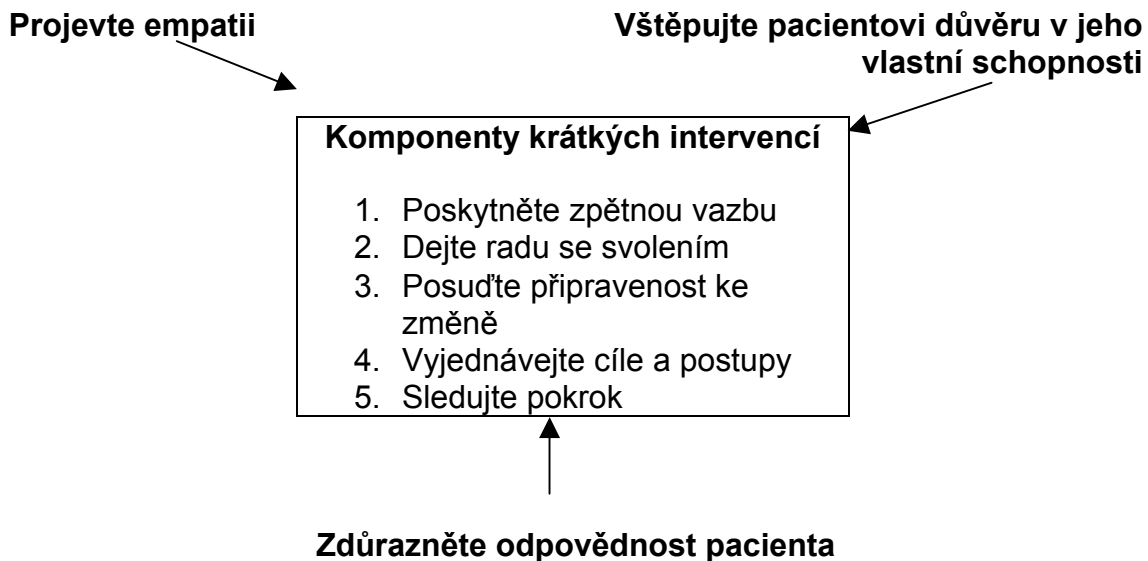 Projevte empatii
Vštěpujte pacientovi důvěru v jeho
vlastní schopnosti
Komponenty krátkých intervencí
1. Poskytněte zpětnou vazbu
2. Dejte radu se svolením
3. Posuďte připravenost ke
změně
4. Vyjednávejte cíle a postupy
5. Sledujte pokrok
Zdůrazněte odpovědnost pacienta